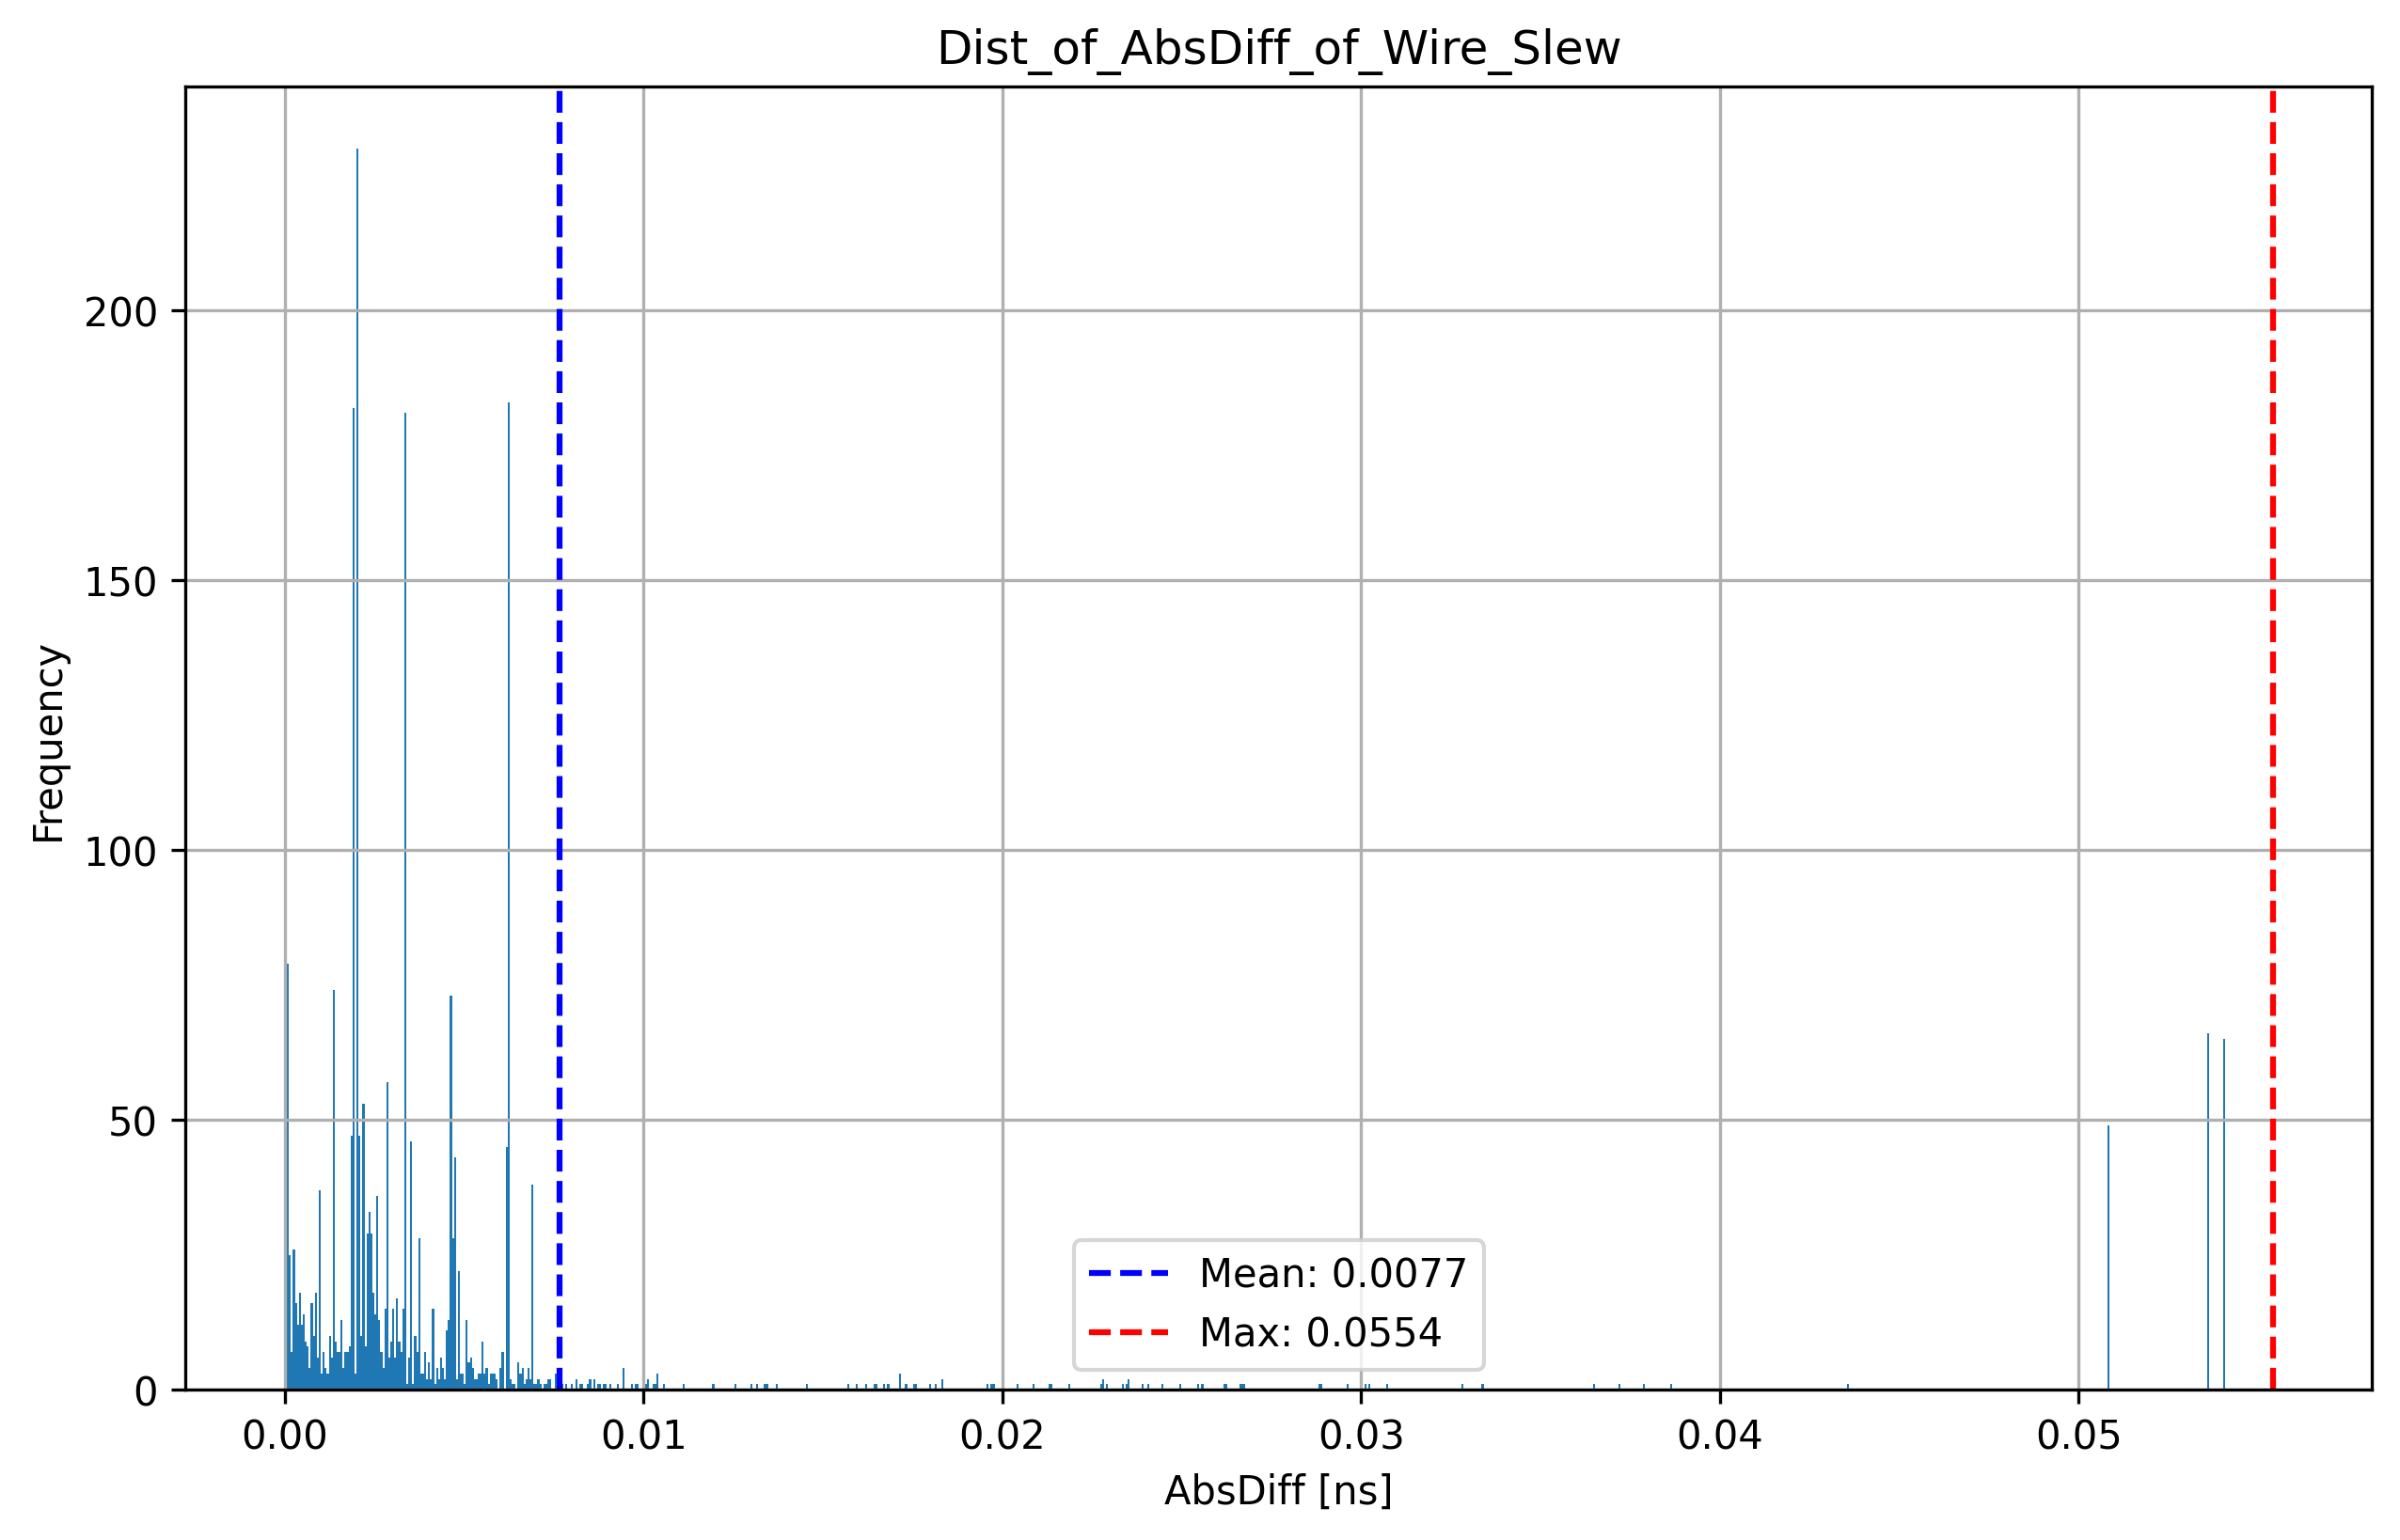 Dist_of_AbsDiff_of_Wire_Slew
Frequency
200
150
100
50
0
0.00 0.01 0.02 0.03 0.04 0.05
AbsDiff [ns]
Mean: 0.0077
Max: 0.0554